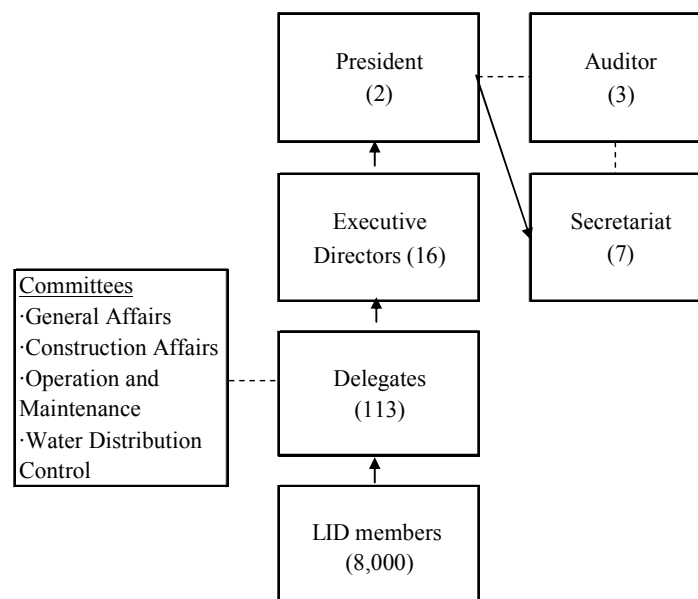 President
(2)
Auditor
(3)
Executive
Directors (16)
Secretariat
(7)
Committees
·General Affairs
·Construction Affairs
·Operation and
Maintenance
·Water Distribution
Control
Delegates
(113)
LID members
(8,000)